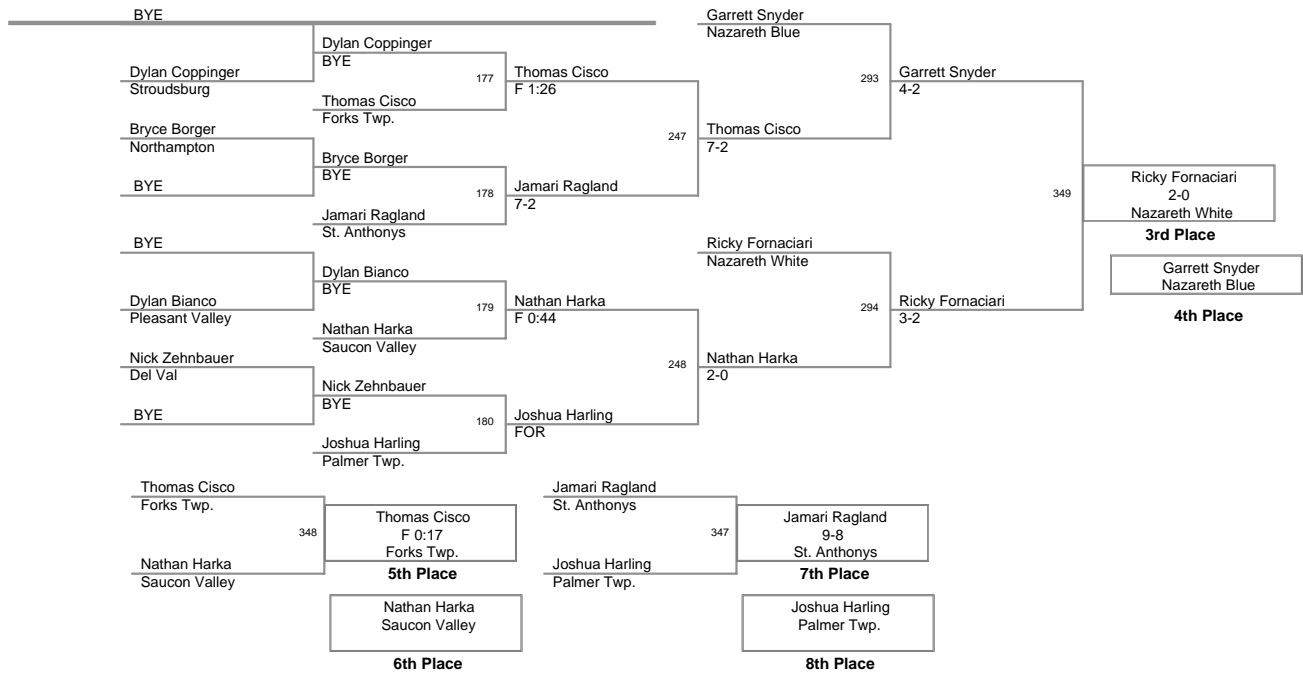 BYE
Dylan Coppinger
Stroudsburg
Bryce Borger
Northampton
BYE
BYE
Dylan Bianco
Pleasant Valley
Nick Zehnbauer
Del Val
BYE
Dylan Coppinger
BYE
177
Thomas Cisco
Forks Twp.
Bryce Borger
BYE
178
Jamari Ragland
St. Anthonys
Dylan Bianco
BYE
179
Nathan Harka
Saucon Valley
Nick Zehnbauer
BYE
180
Joshua Harling
Palmer Twp.
Thomas Cisco
F 1:26
247
Jamari Ragland
7-2
Nathan Harka
F 0:44
248
Joshua Harling
FOR
Garrett Snyder
Nazareth Blue
293
Thomas Cisco
7-2
Ricky Fornaciari
Nazareth White
294
Nathan Harka
2-0
Garrett Snyder
4-2
349
Ricky Fornaciari
3-2
Ricky Fornaciari
2-0
Nazareth White
3rd Place
Garrett Snyder
Nazareth Blue
4th Place
Thomas Cisco
Forks Twp.
348
Nathan Harka
Saucon Valley
Thomas Cisco
F 0:17
Forks Twp.
5th Place
Nathan Harka
Saucon Valley
6th Place
Jamari Ragland
St. Anthonys
347
Joshua Harling
Palmer Twp.
Jamari Ragland
9-8
St. Anthonys
7th Place
Joshua Harling
Palmer Twp.
8th Place